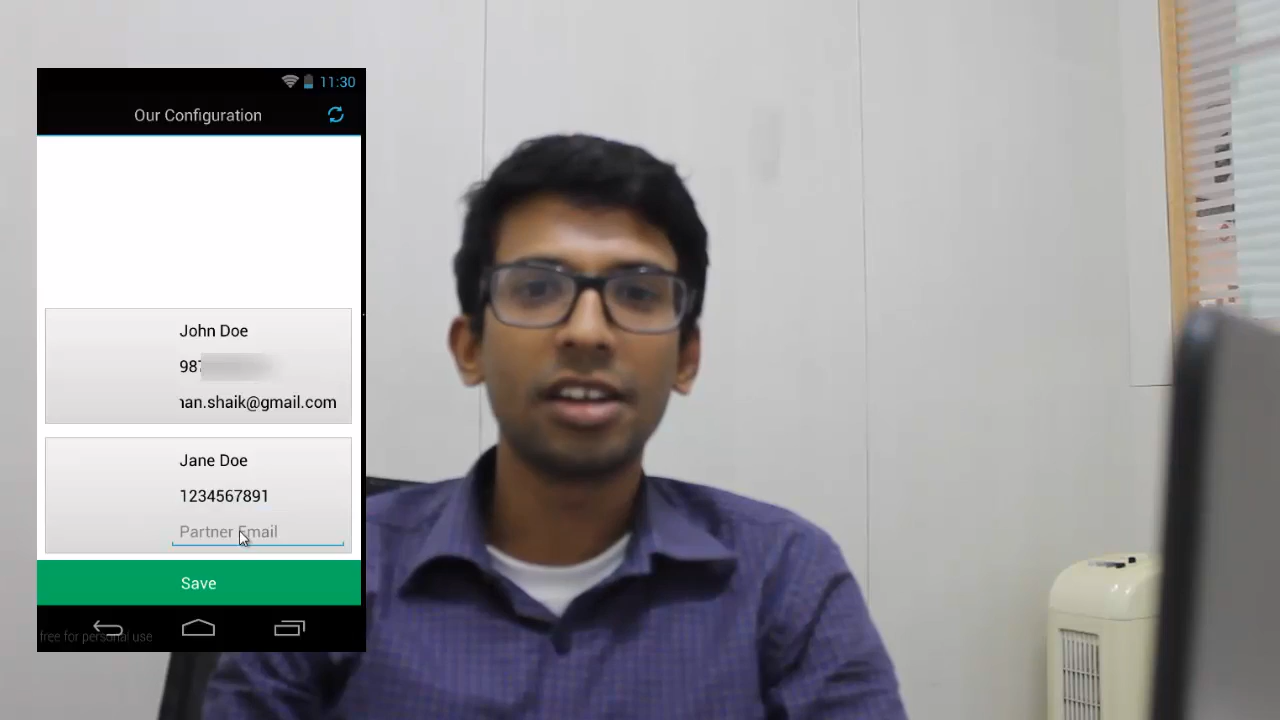 11:30
Our Configuration
John Doe
987
nan.shaik@gmail.com
Jane Doe
1234567891
Partner Email
Save
free for personal use